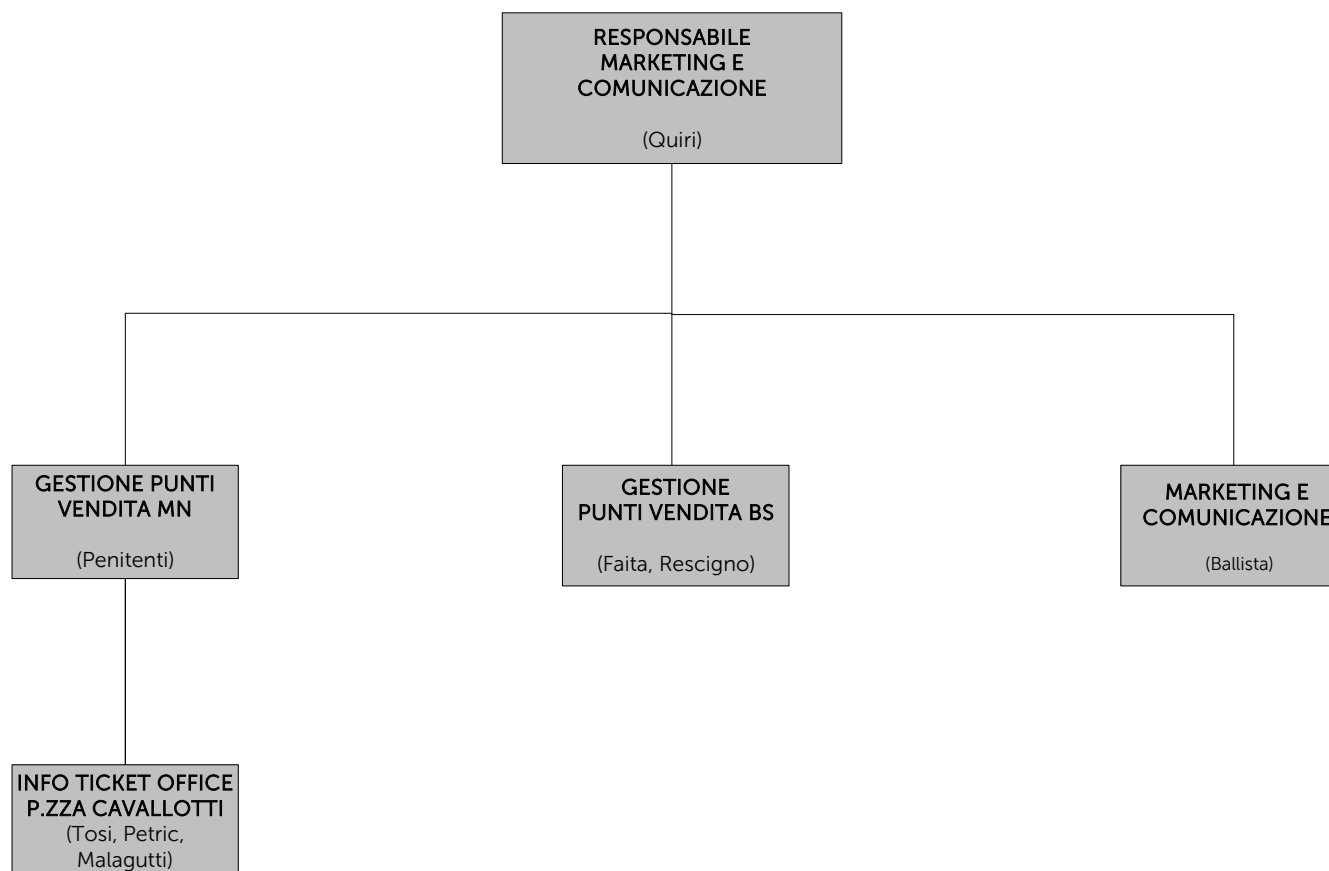 RESPONSABILE
MARKETING E
COMUNICAZIONE
(Quiri)
GESTIONE PUNTI
VENDITA MN
(Penitenti)
GESTIONE
PUNTI VENDITA BS
(Faita, Rescigno)
MARKETING E
COMUNICAZIONE
(Ballista)
INFO TICKET OFFICE
P.ZZA CAVALLOTTI
(Tosi, Petric,
Malagutti)